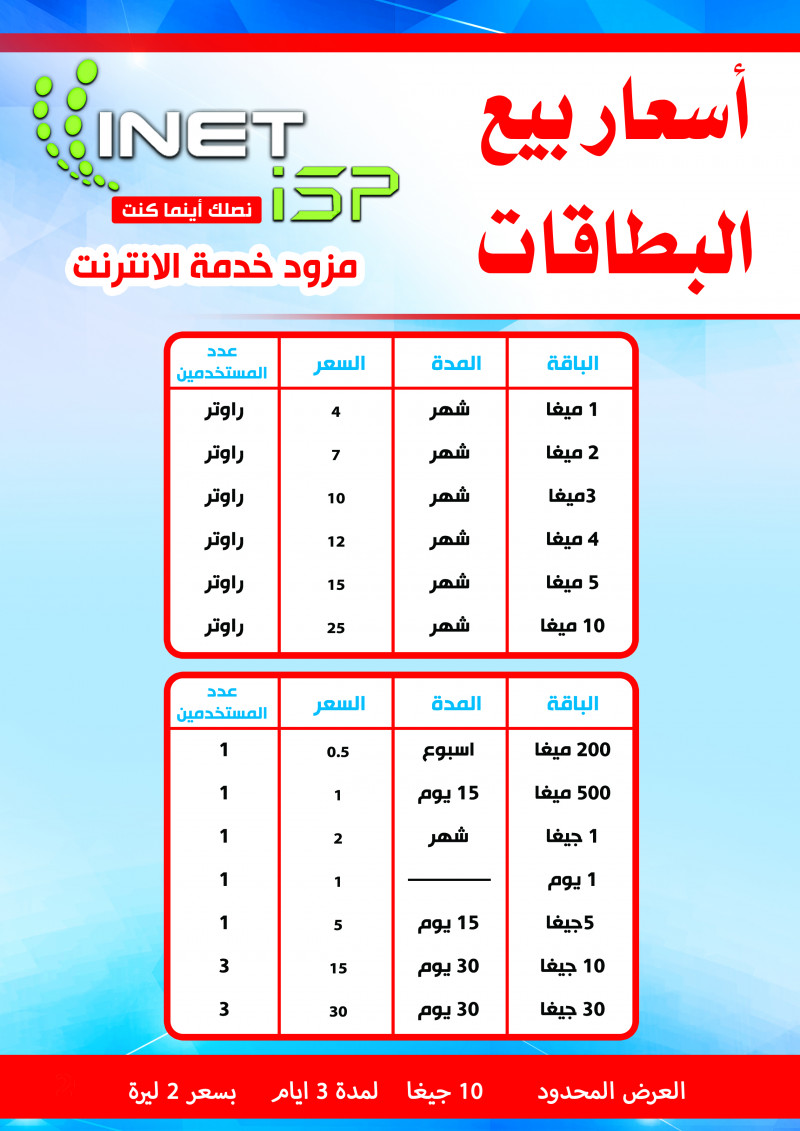 أسعار بيع
البطاقات
INET
iSP
نصلك أينما كنت
مزود خدمة الانترنت
الباقة المدة السعر عدد المستخدمين
1 ميغا شهر 4 راوتر
2 ميغا شهر 7 راوتر
3ميغا شهر 10 راوتر
4 ميغا شهر 12 راوتر
5 ميغا شهر 15 راوتر
10 ميغا شهر 25 راوتر
الباقة المدة السعر عدد المستخدمين
200 ميغا اسبوع 0.5 1
500 ميغا 15 يوم 1 1
1 جيغا شهر 2 1
1 يوم ــــــــ 1 1
5جيغا 15 يوم 5 1
10 جيغا 30 يوم 15 3
30 جيغا 30 يوم 30 3
العرض المحدود 10 جيغا لمدة 3 ايام بسعر 2 ليرة